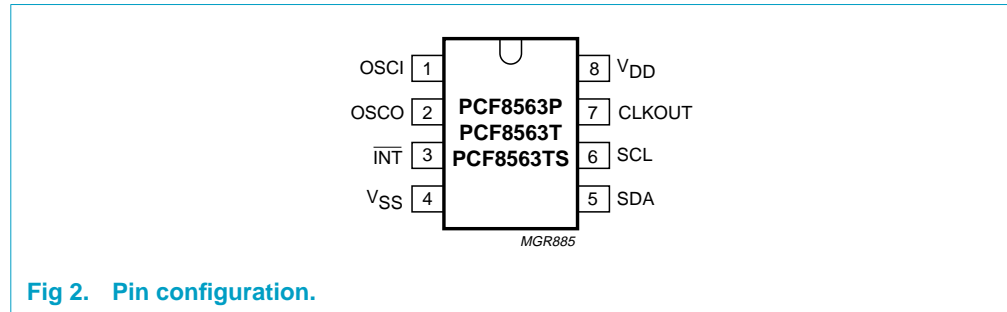 OSCI 1 8 VDD
OSCO 2 PCF8563P 7 CLKOUT
PCF8563T
INT 3 PCF8563TS 6 SCL
VSS 4 5 SDA
MGR885
Fig 2. Pin configuration.